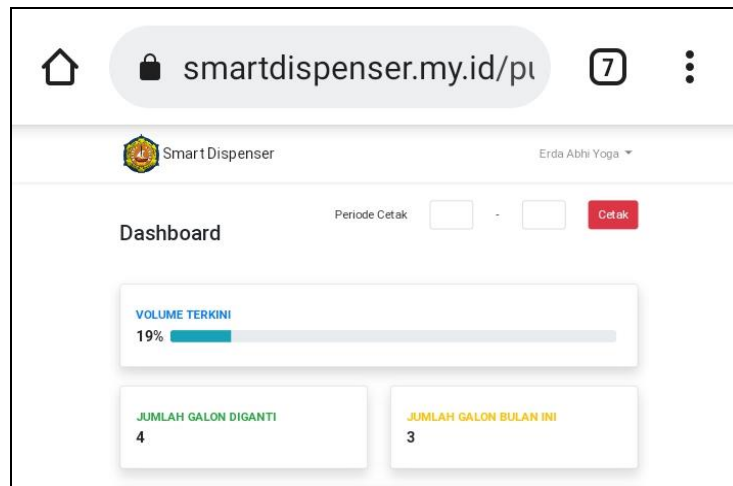 smartdispenser.my.id/pu
7
Smart Dispenser
Erda Abhi Yoga
Periode Cetak - Cetak
Dashboard
VOLUME TERKINI
19%
JUMLAH GALON DIGANTI
4
JUMLAH GALON BULAN INI
3